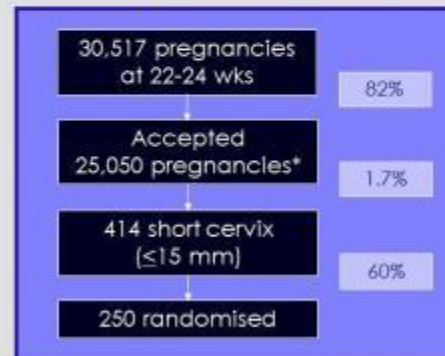 30,517 pregnancies
at 22-24 wks
82%
Accepted
25,050 pregnancies*
1.7%
414 short cervix
(≤15 mm)
60%
250 randomised